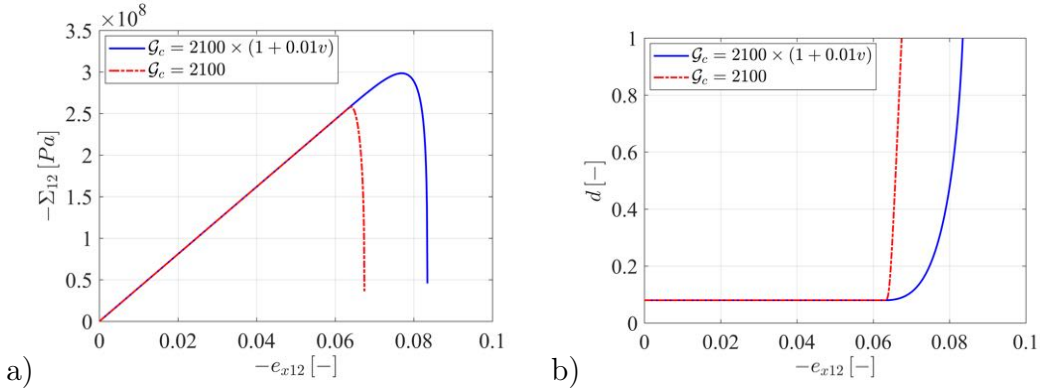 ×10⁸
3.5
3
2.5
2
1.5
1
0.5
0
−Σ₁₂ [Pa]
𝒢c = 2100 × (1 + 0.01v)
𝒢c = 2100
0 0.02 0.04 0.06 0.08 0.1
−eₓ₁₂ [−]
a)
1
0.8
0.6
0.4
0.2
0
d [−]
𝒢c = 2100 × (1 + 0.01v)
𝒢c = 2100
0 0.02 0.04 0.06 0.08 0.1
−eₓ₁₂ [−]
b)